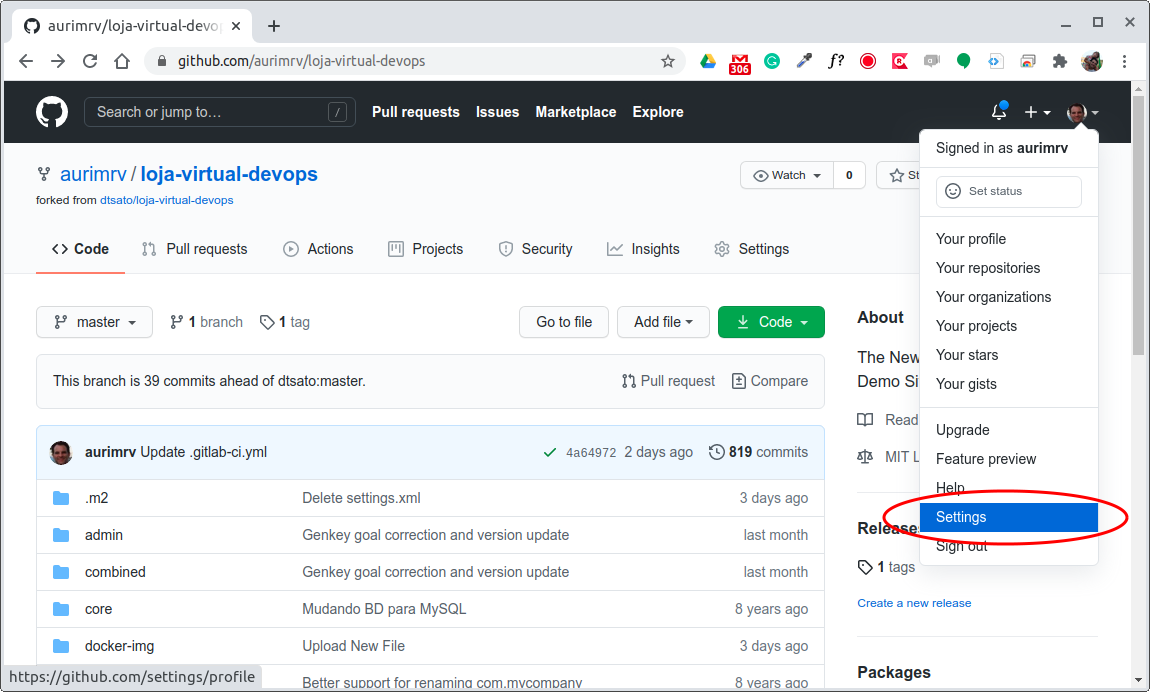 aurimrv/loja-virtual-devo
github.com/aurimrv/loja-virtual-devops
306
f?
Search or jump to…
/
Pull requests
Issues
Marketplace
Explore
Signed in as aurimrv
Set status
Your profile
Your repositories
Your organizations
Your projects
Your stars
Your gists
Upgrade
Feature preview
Help
Settings
Sign out
aurimrv / loja-virtual-devops
Watch
0
St
forked from dtsato/loja-virtual-devops
Code
Pull requests
Actions
Projects
Security
Insights
Settings
master
1 branch
1 tag
Go to file
Add file
Code
This branch is 39 commits ahead of dtsato:master.
Pull request
Compare
aurimrv Update .gitlab-ci.yml
4a64972 2 days ago
819 commits
.m2 Delete settings.xml 3 days ago
admin Genkey goal correction and version update last month
combined Genkey goal correction and version update last month
core Mudando BD para MySQL 8 years ago
docker-img Upload New File 3 days ago
Better support for renaming com.mycompany 8 years ago
About
The New
Demo Si
Read
MIT L
Releases
1 tags
Create a new release
Packages
https://github.com/settings/profile